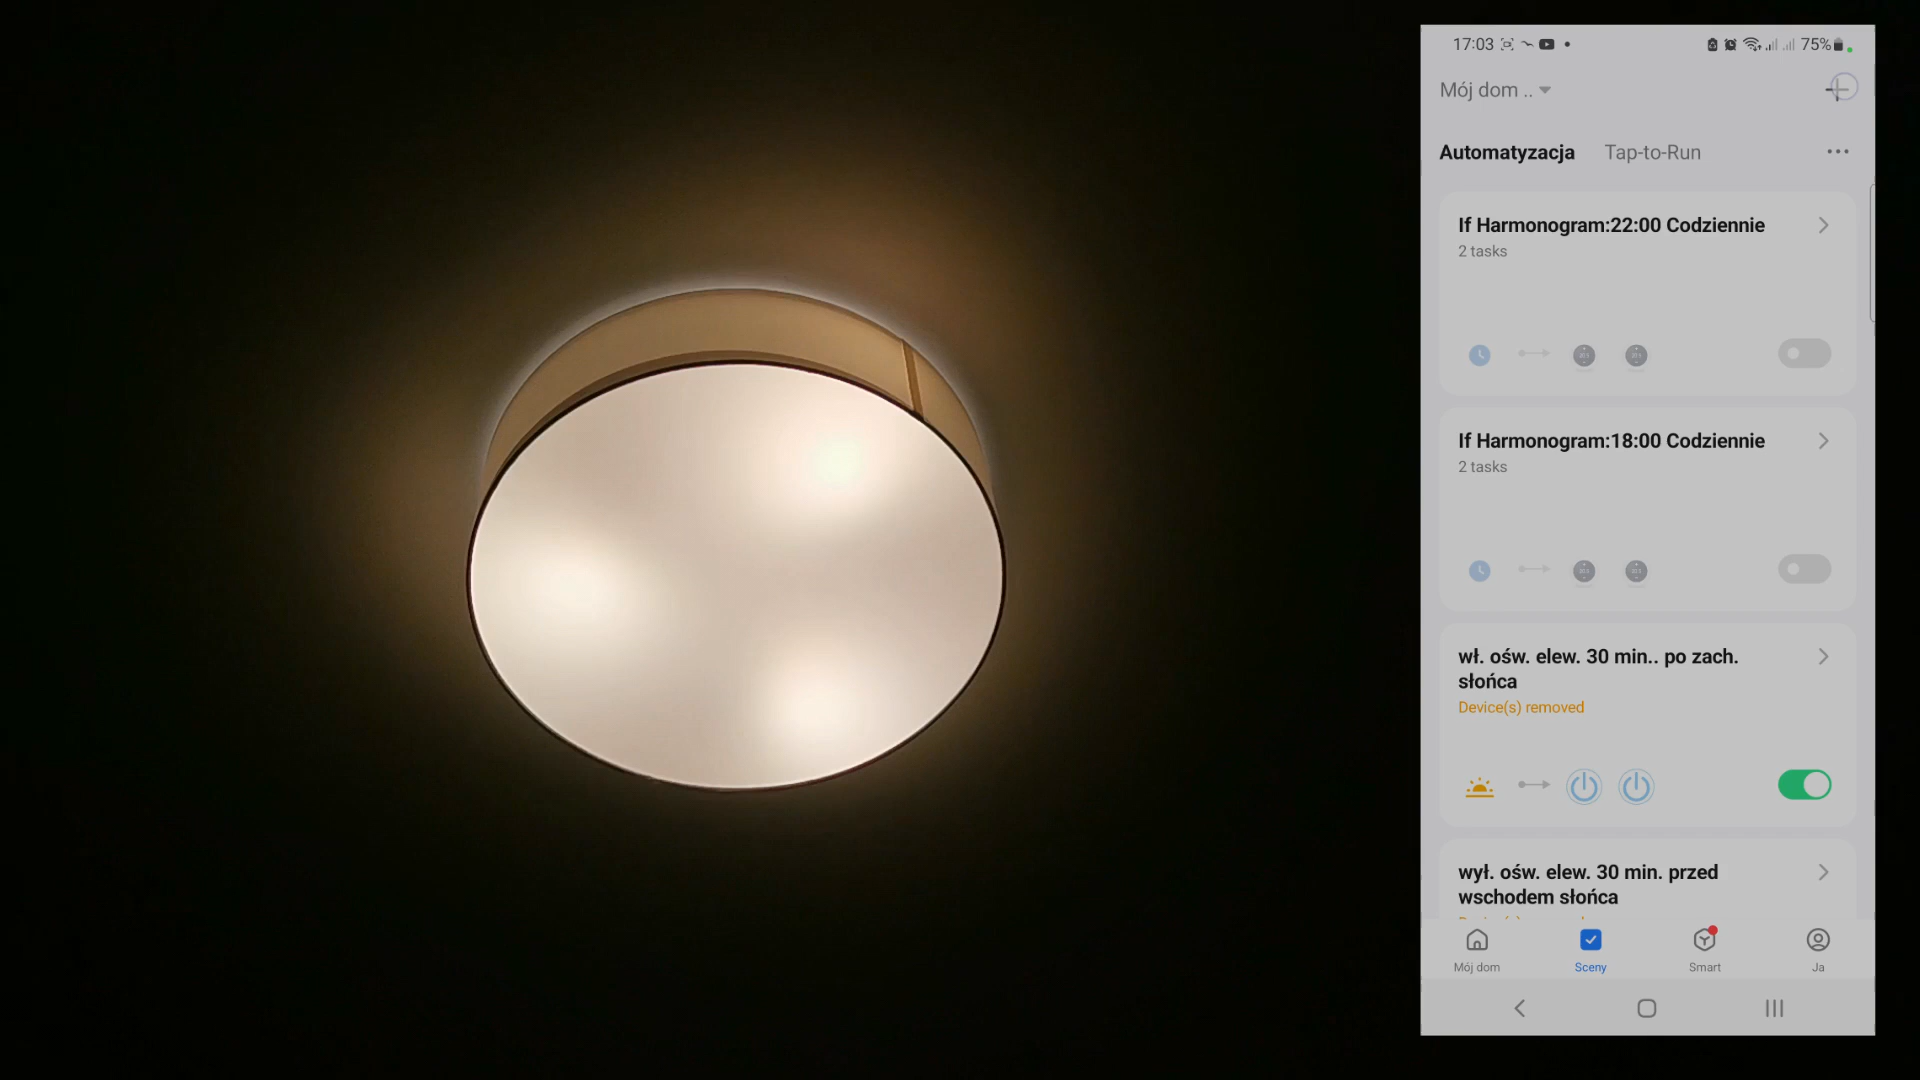 17:03
75%
Mój dom ..
Automatyzacja Tap-to-Run
If Harmonogram:22:00 Codziennie
2 tasks
If Harmonogram:18:00 Codziennie
2 tasks
wł. ośw. elew. 30 min.. po zach.
słońca
Device(s) removed
wył. ośw. elew. 30 min. przed
wschodem słońca
Mój dom
Sceny
Smart
Ja